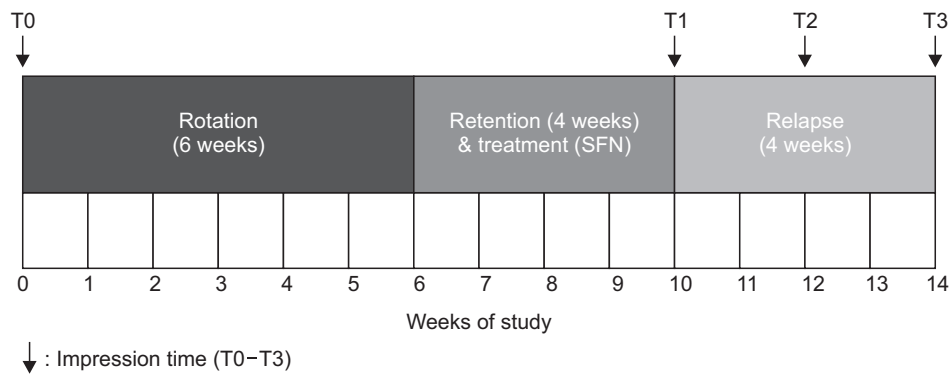 T0 T1 T2 T3
Rotation
(6 weeks)
Retention (4 weeks)
& treatment (SFN)
Relapse
(4 weeks)
0 1 2 3 4 5 6 7 8 9 10 11 12 13 14
Weeks of study
: Impression time (T0−T3)